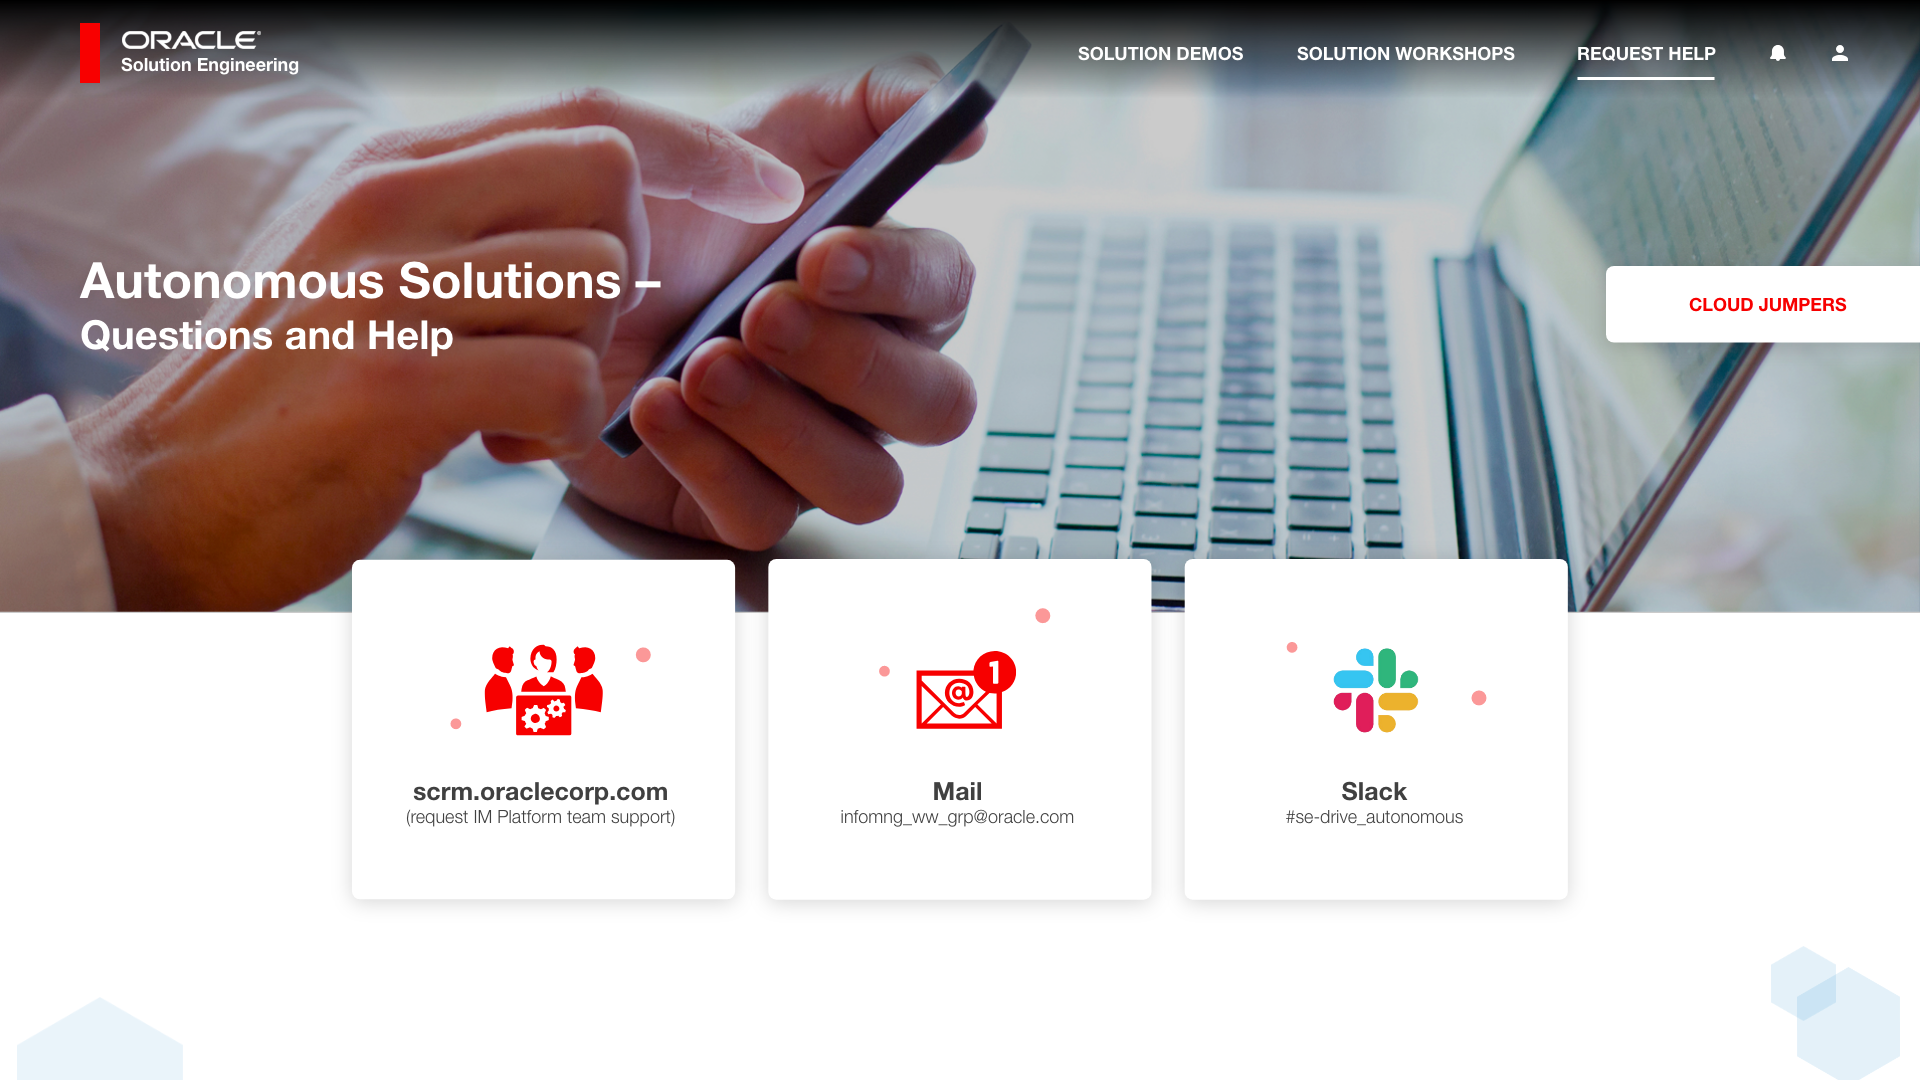 ORACLE
Solution Engineering
SOLUTION DEMOS
SOLUTION WORKSHOPS
REQUEST HELP
Autonomous Solutions –
Questions and Help
CLOUD JUMPERS
@
1
scrm.oraclecorp.com
(request IM Platform team support)
Mail
infomng_ww_grp@oracle.com
Slack
#se-drive_autonomous